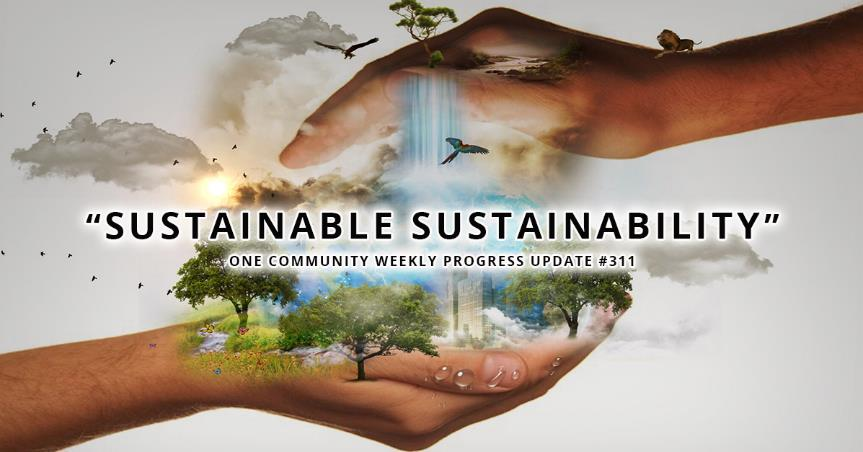 “SUSTAINABLE SUSTAINABILITY”
ONE COMMUNITY WEEKLY PROGRESS UPDATE #311